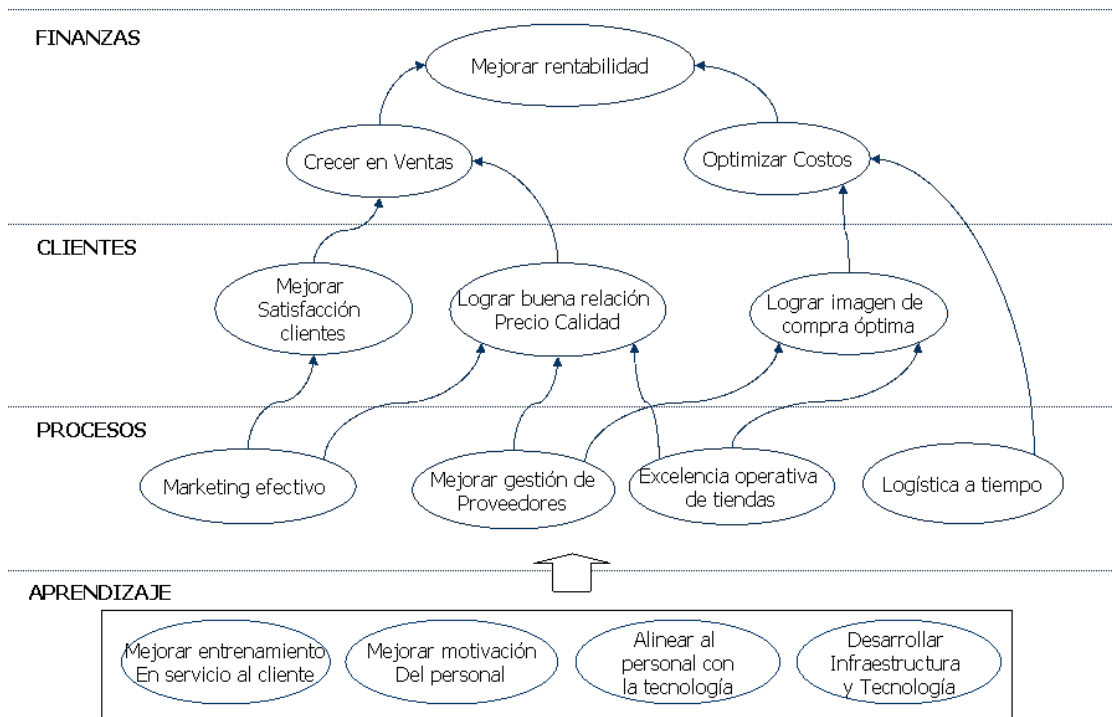 FINANZAS
Mejorar rentabilidad
Crecer en Ventas
Optimizar Costos
CLIENTES
Mejorar
Satisfacción
clientes
Lograr buena relación
Precio Calidad
Lograr imagen de
compra óptima
PROCESOS
Marketing efectivo
Mejorar gestión de
Proveedores
Excelencia operativa
de tiendas
Logística a tiempo
APRENDIZAJE
Mejorar entrenamiento
En servicio al cliente
Mejorar motivación
Del personal
Alinear al
personal con
la tecnología
Desarrollar
Infraestructura
y Tecnología